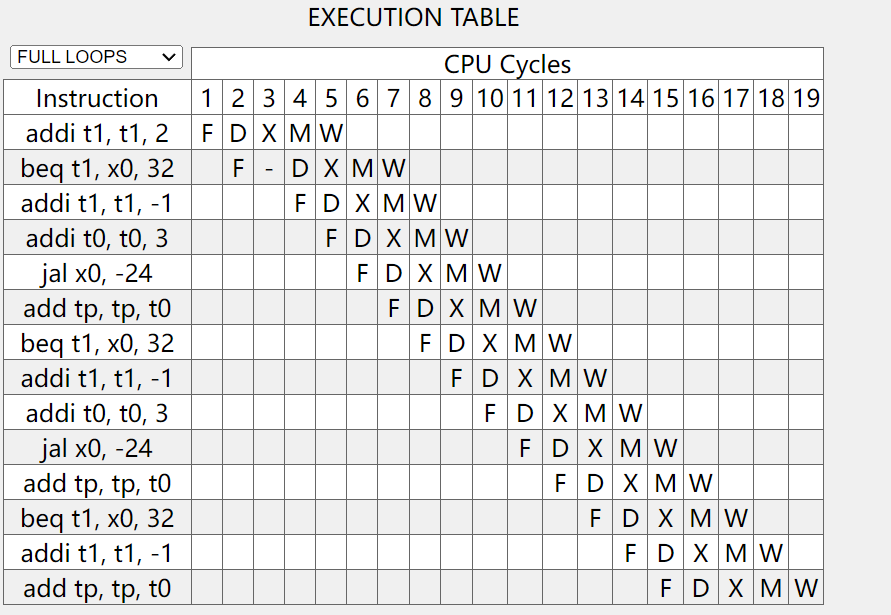 EXECUTION TABLE
FULL LOOPS
CPU Cycles
Instruction 1 2 3 4 5 6 7 8 9 10 11 12 13 14 15 16 17 18 19
addi t1, t1, 2 F D X M W
beq t1, x0, 32 F - D X M W
addi t1, t1, -1 F D X M W
addi t0, t0, 3 F D X M W
jal x0, -24 F D X M W
add tp, tp, t0 F D X M W
beq t1, x0, 32 F D X M W
addi t1, t1, -1 F D X M W
addi t0, t0, 3 F D X M W
jal x0, -24 F D X M W
add tp, tp, t0 F D X M W
beq t1, x0, 32 F D X M W
addi t1, t1, -1 F D X M W
add tp, tp, t0 F D X M W